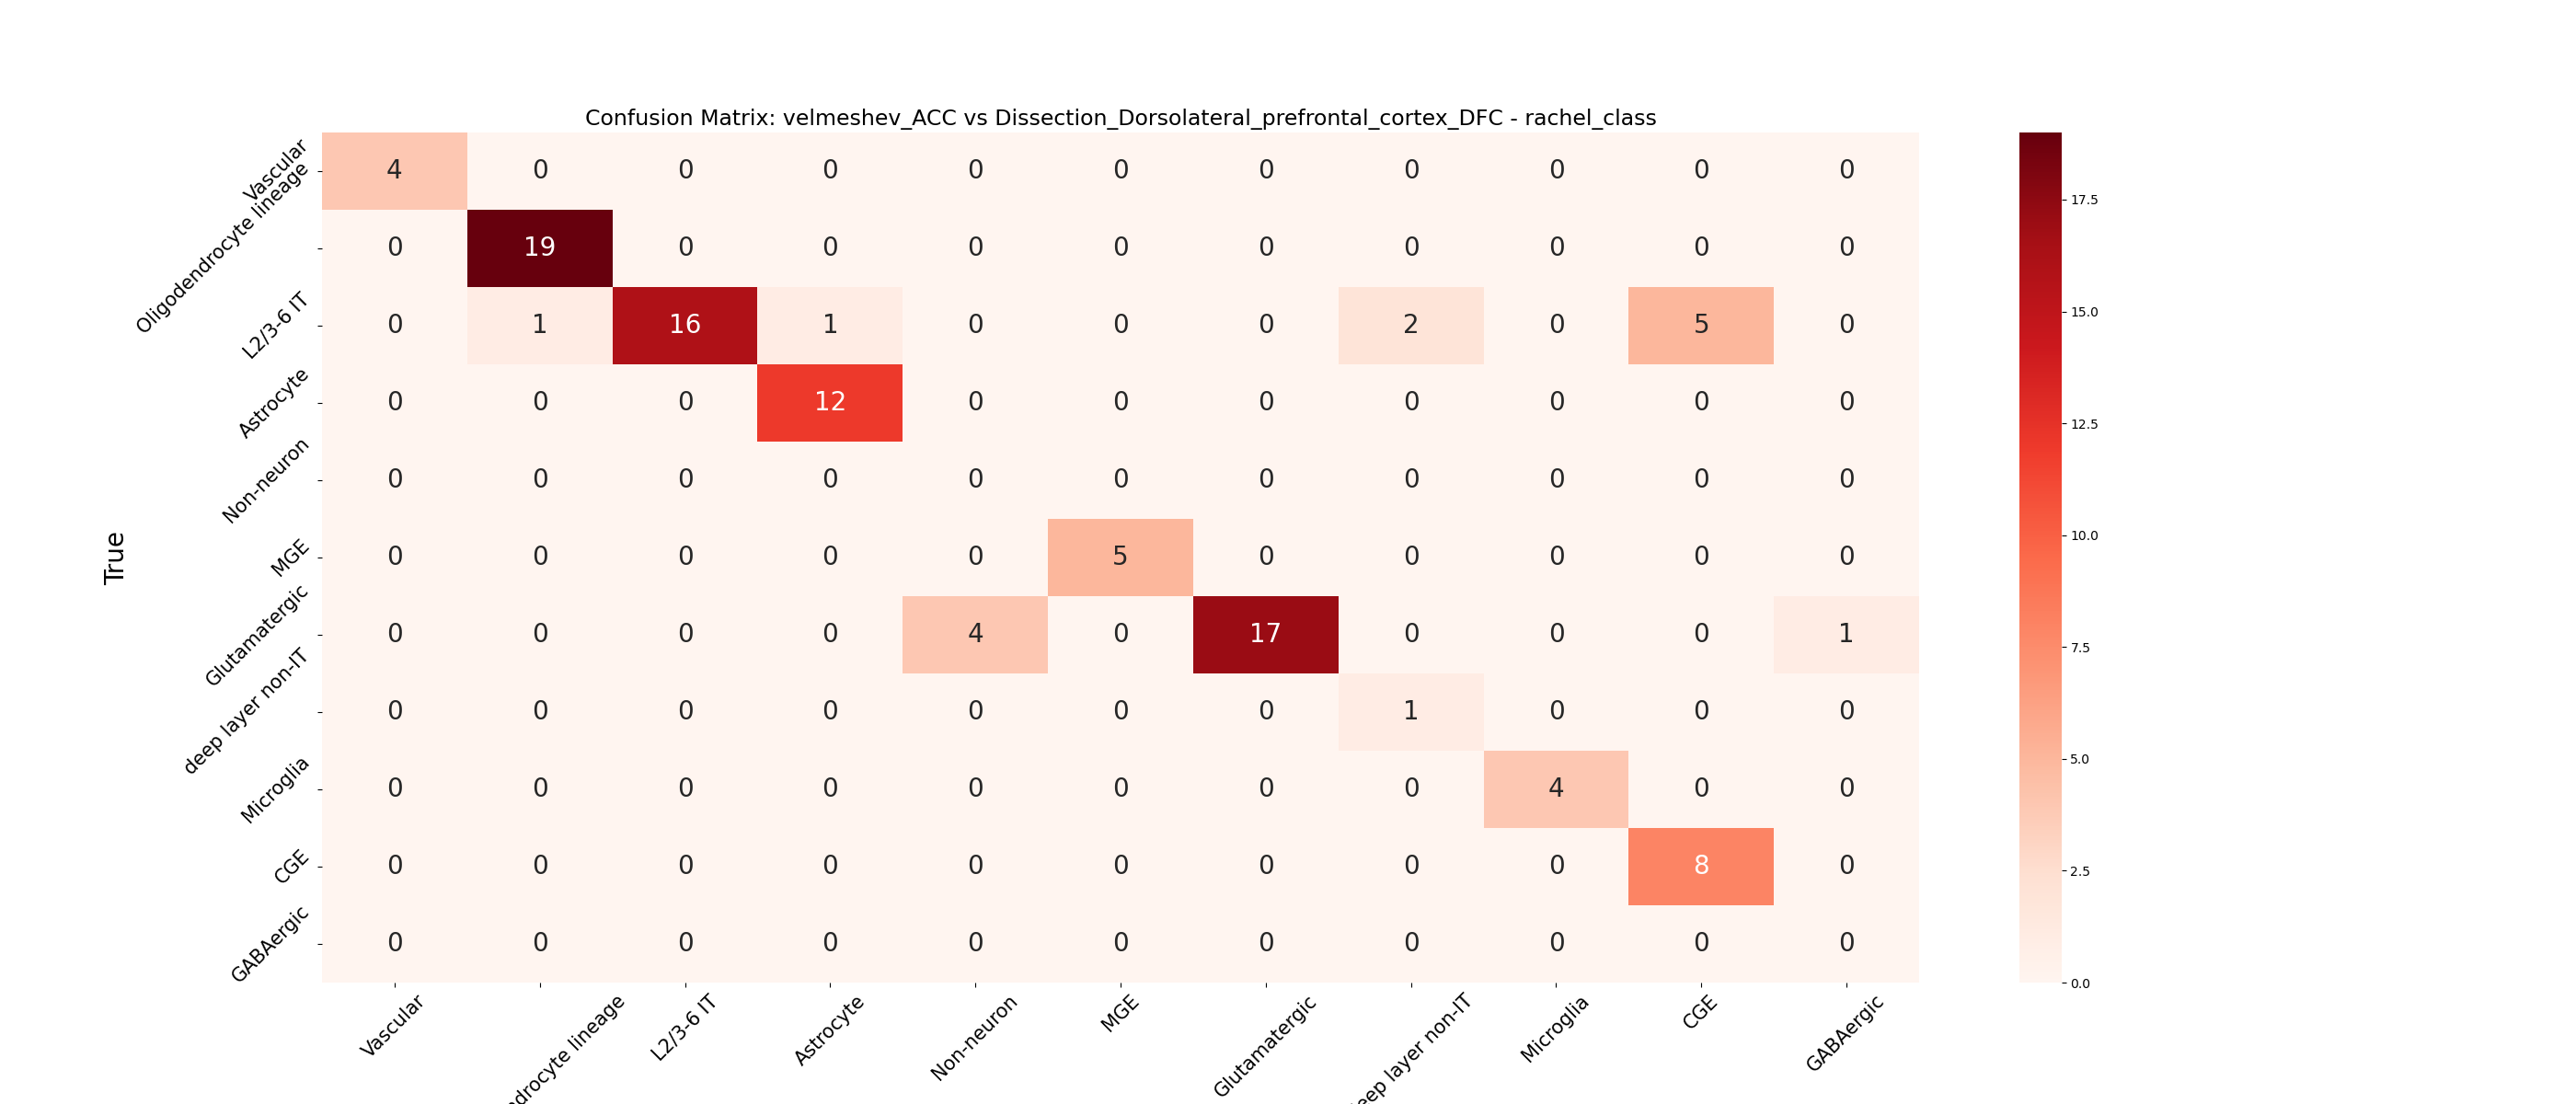 Confusion Matrix: velmeshev_ACC vs Dissection_Dorsolateral_prefrontal_cortex_DFC - rachel_class
True
Vascular 4 0 0 0 0 0 0 0 0 0 0
Oligodendrocyte lineage 0 19 0 0 0 0 0 0 0 0 0
L2/3-6 IT 0 1 16 1 0 0 0 2 0 5 0
Astrocyte 0 0 0 12 0 0 0 0 0 0 0
Non-neuron 0 0 0 0 0 0 0 0 0 0 0
MGE 0 0 0 0 0 5 0 0 0 0 0
Glutamatergic 0 0 0 0 4 0 17 0 0 0 1
deep layer non-IT 0 0 0 0 0 0 0 1 0 0 0
Microglia 0 0 0 0 0 0 0 0 4 0 0
CGE 0 0 0 0 0 0 0 0 0 8 0
GABAergic 0 0 0 0 0 0 0 0 0 0 0
Vascular ndrocyte lineage L2/3-6 IT Astrocyte Non-neuron MGE Glutamatergic eep layer non-IT Microglia CGE GABAergic
17.5
15.0
12.5
10.0
7.5
5.0
2.5
0.0